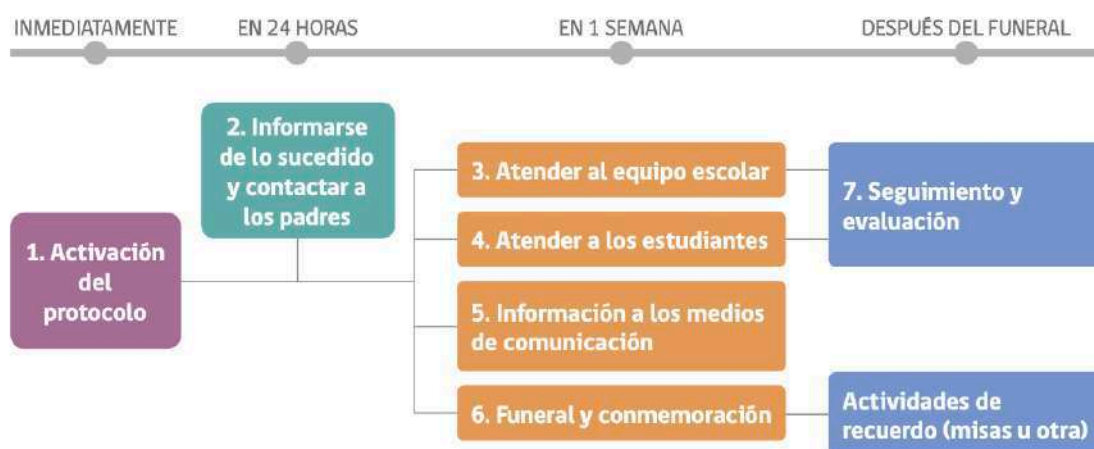 INMEDIATAMENTE
EN 24 HORAS
EN 1 SEMANA
DESPUÉS DEL FUNERAL
1. Activación
del
protocolo
2. Informarse
de lo sucedido
y contactar a
los padres
3. Atender al equipo escolar
4. Atender a los estudiantes
5. Información a los medios
de comunicación
6. Funeral y conmemoración
7. Seguimiento y
evaluación
Actividades de
recuerdo (misas u otra)